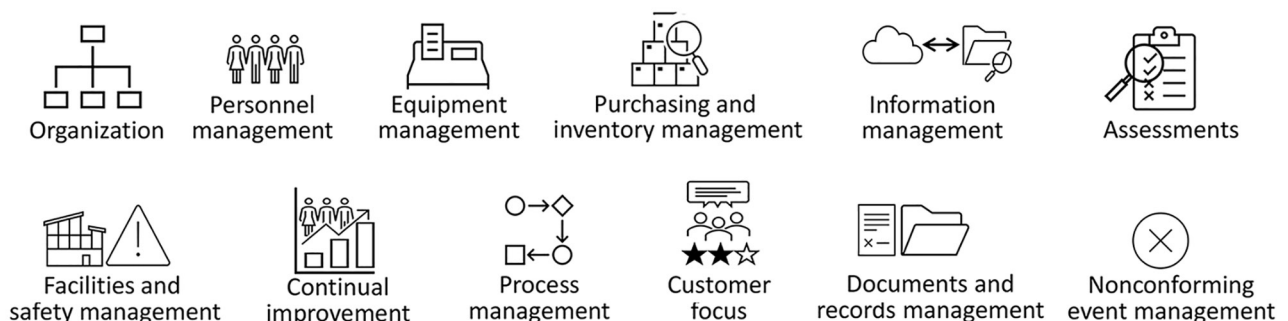 Organization
Personnel
management
Equipment
management
Purchasing and
inventory management
Information
management
Assessments
Facilities and
safety management
Continual
improvement
Process
management
Customer
focus
Documents and
records management
Nonconforming
event management